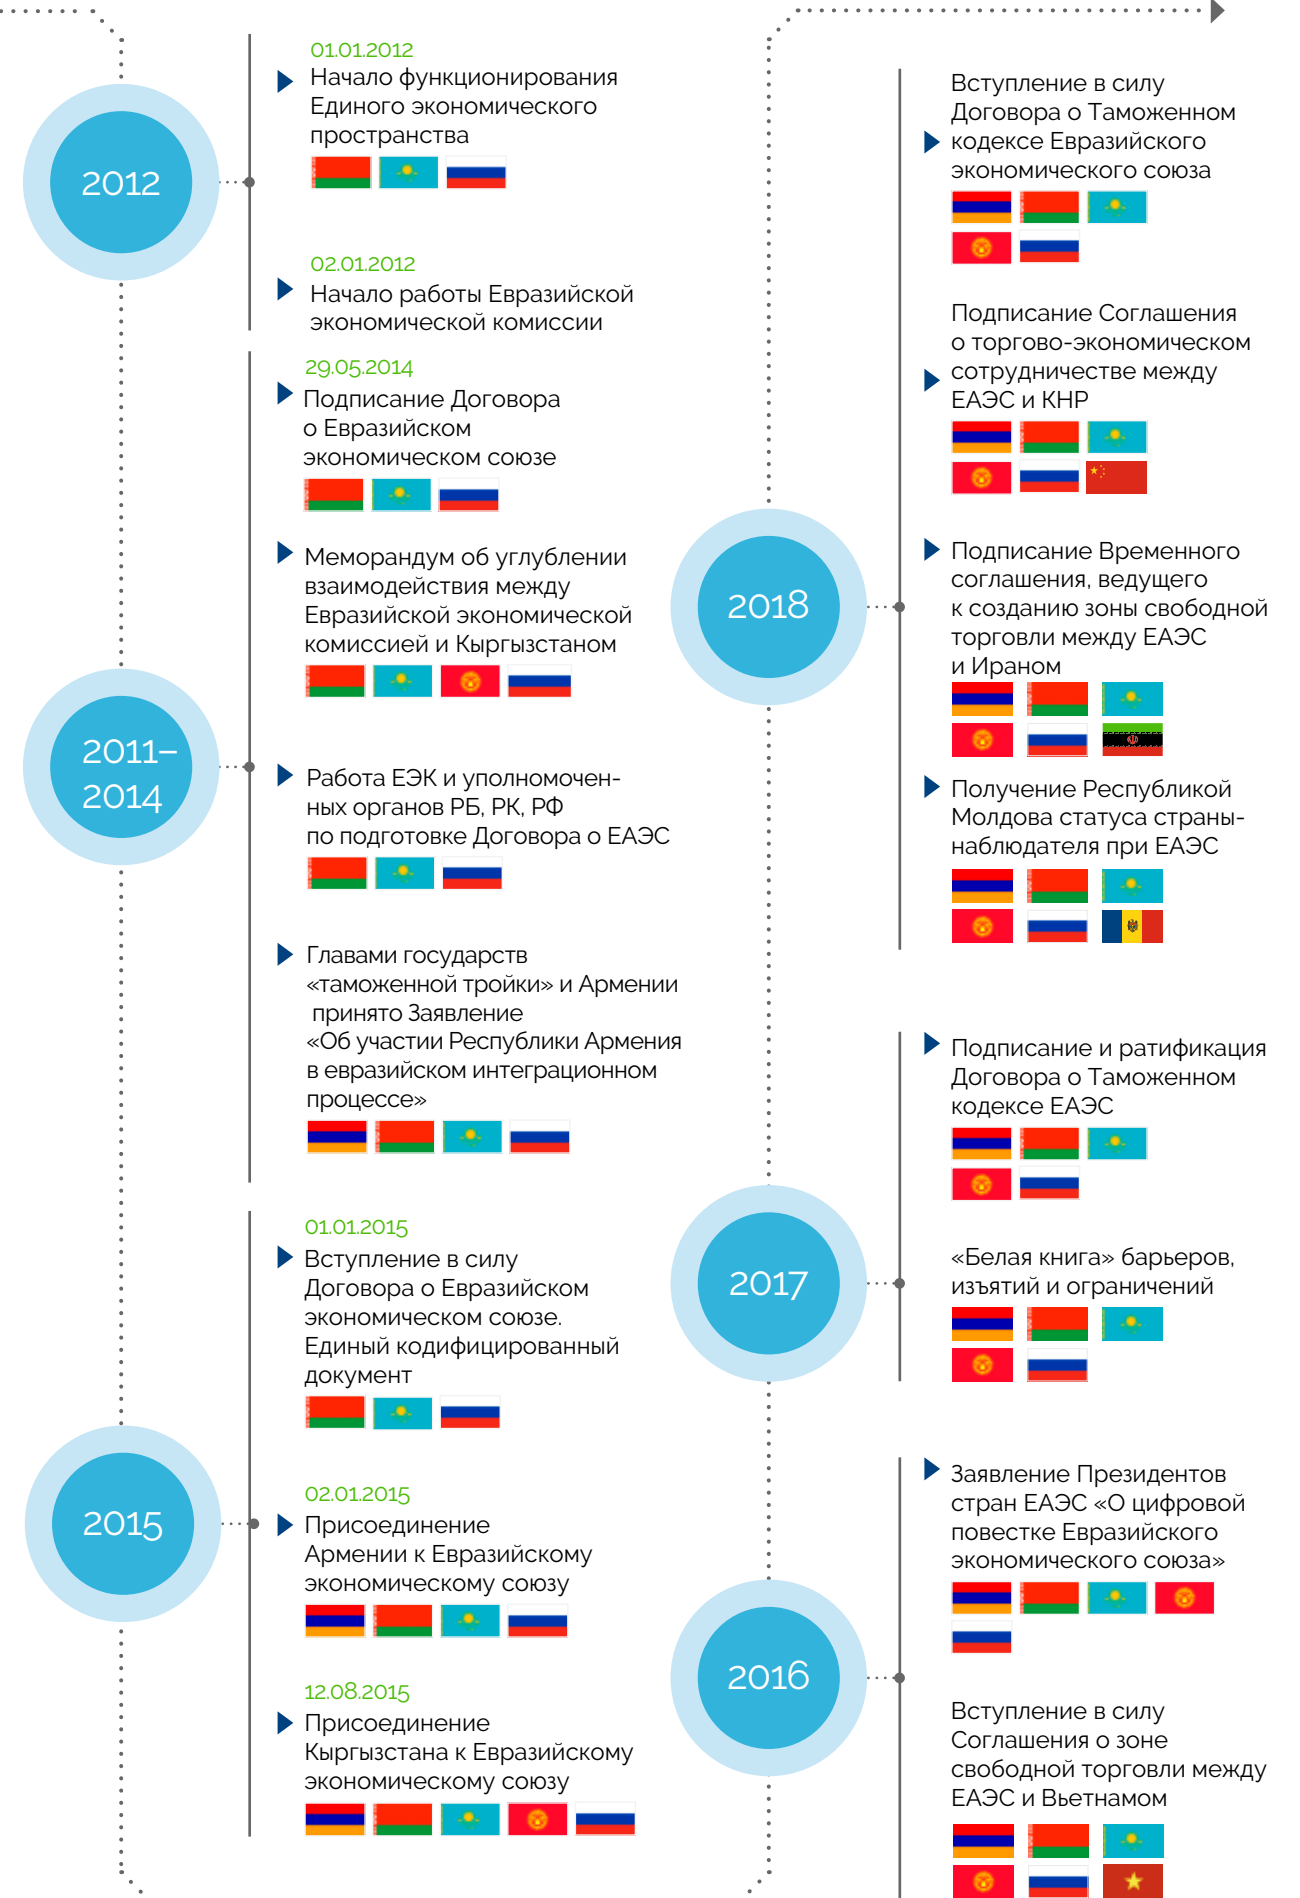 2012
01.01.2012
Начало функционирования
Единого экономического
пространства
02.01.2012
Начало работы Евразийской
экономической комиссии
2011–
2014
29.05.2014
Подписание Договора
о Евразийском
экономическом союзе
Меморандум об углублении
взаимодействия между
Евразийской экономической
комиссией и Кыргызстаном
Работа ЕЭК и уполномочен-
ных органов РБ, РК, РФ
по подготовке Договора о ЕАЭС
Главами государств
«таможенной тройки» и Армении
принято Заявление
«Об участии Республики Армения
в евразийском интеграционном
процессе»
2015
01.01.2015
Вступление в силу
Договора о Евразийском
экономическом союзе.
Единый кодифицированный
документ
02.01.2015
Присоединение
Армении к Евразийскому
экономическому союзу
12.08.2015
Присоединение
Кыргызстана к Евразийскому
экономическому союзу
2018
Вступление в силу
Договора о Таможенном
кодексе Евразийского
экономического союза
Подписание Соглашения
о торгово-экономическом
сотрудничестве между
ЕАЭС и КНР
Подписание Временного
соглашения, ведущего
к созданию зоны свободной
торговли между ЕАЭС
и Ираном
Получение Республикой
Молдова статуса страны-
наблюдателя при ЕАЭС
2017
Подписание и ратификация
Договора о Таможенном
кодексе ЕАЭС
«Белая книга» барьеров,
изъятий и ограничений
2016
Заявление Президентов
стран ЕАЭС «О цифровой
повестке Евразийского
экономического союза»
Вступление в силу
Соглашения о зоне
свободной торговли между
ЕАЭС и Вьетнамом